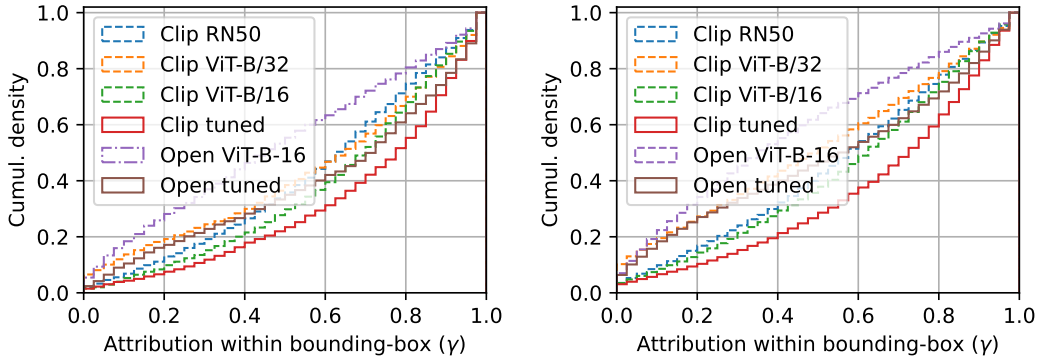 1.0
0.8
0.6
0.4
0.2
0.0
Cumul. density
Clip RN50
Clip ViT-B/32
Clip ViT-B/16
Clip tuned
Open ViT-B-16
Open tuned
0.0 0.2 0.4 0.6 0.8 1.0
Attribution within bounding-box (γ)
1.0
0.8
0.6
0.4
0.2
0.0
Cumul. density
Clip RN50
Clip ViT-B/32
Clip ViT-B/16
Clip tuned
Open ViT-B-16
Open tuned
0.0 0.2 0.4 0.6 0.8 1.0
Attribution within bounding-box (γ)